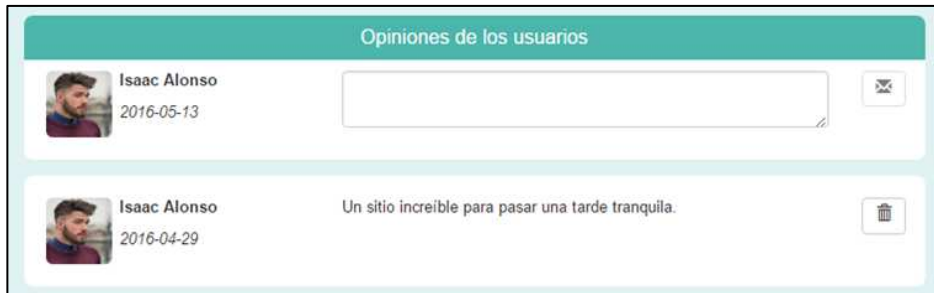 Opiniones de los usuarios
Isaac Alonso
2016-05-13
Isaac Alonso
Un sitio increíble para pasar una tarde tranquila.
2016-04-29